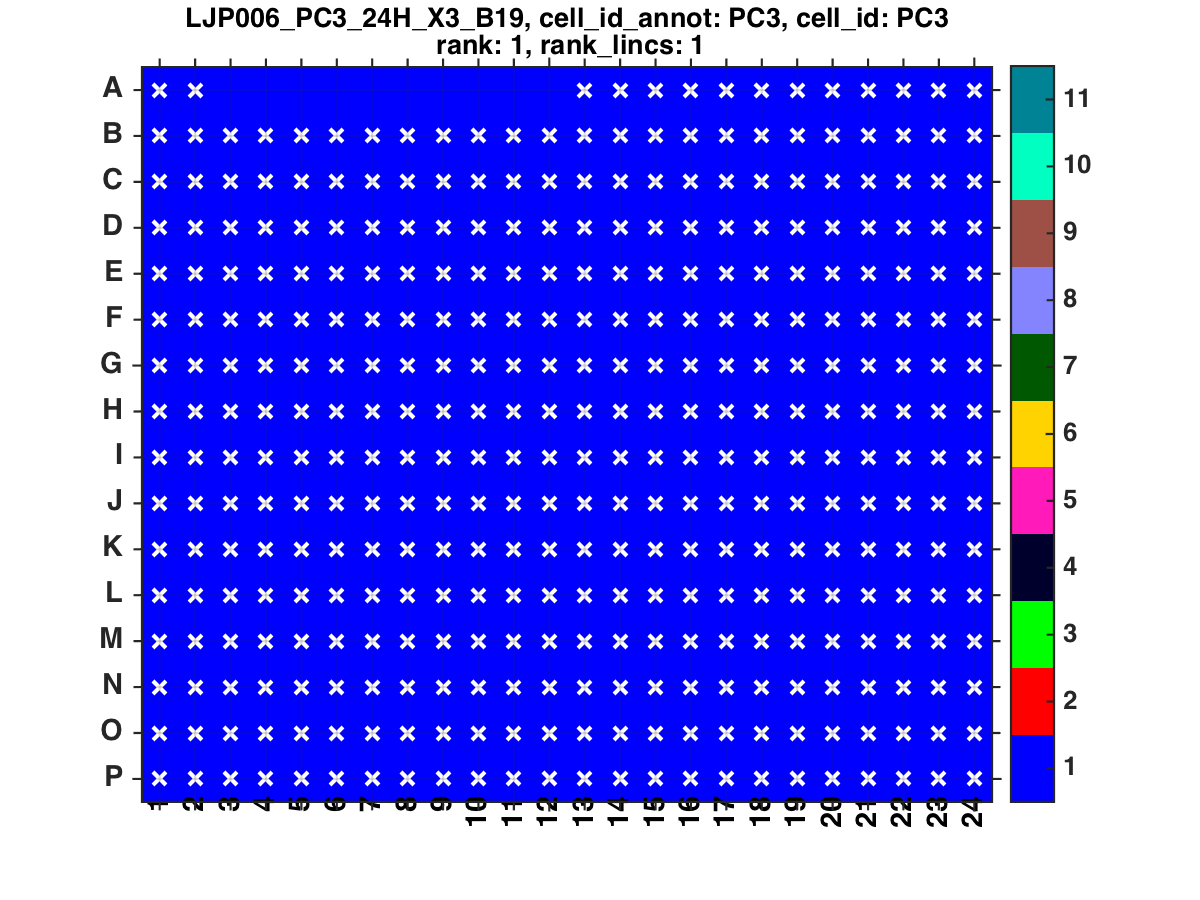 LJP006_PC3_24H_X3_B19, cell_id_annot: PC3, cell_id: PC3
rank: 1, rank_lincs: 1
A
B
C
D
E
F
G
H
I
J
K
L
M
N
O
P
1 2 3 4 5 6 7 8 9 10 11 12 13 14 15 16 17 18 19 20 21 22 23 24
11
10
9
8
7
6
5
4
3
2
1